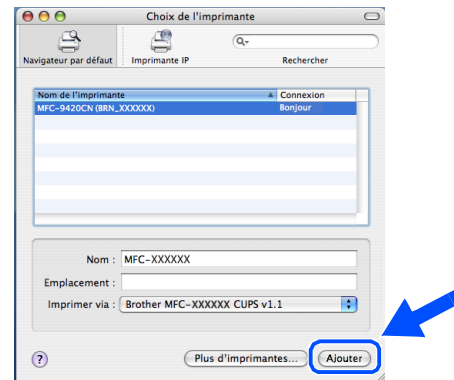 Choix de l'imprimante
Navigateur par défaut Imprimante IP Rechercher
Nom de l'imprimante Connexion
MFC-9420CN (BRN_XXXXXX) Bonjour
Nom : MFC-XXXXXX
Emplacement :
Imprimer via : Brother MFC-XXXXXX CUPS v1.1
? Plus d'imprimantes... Ajouter